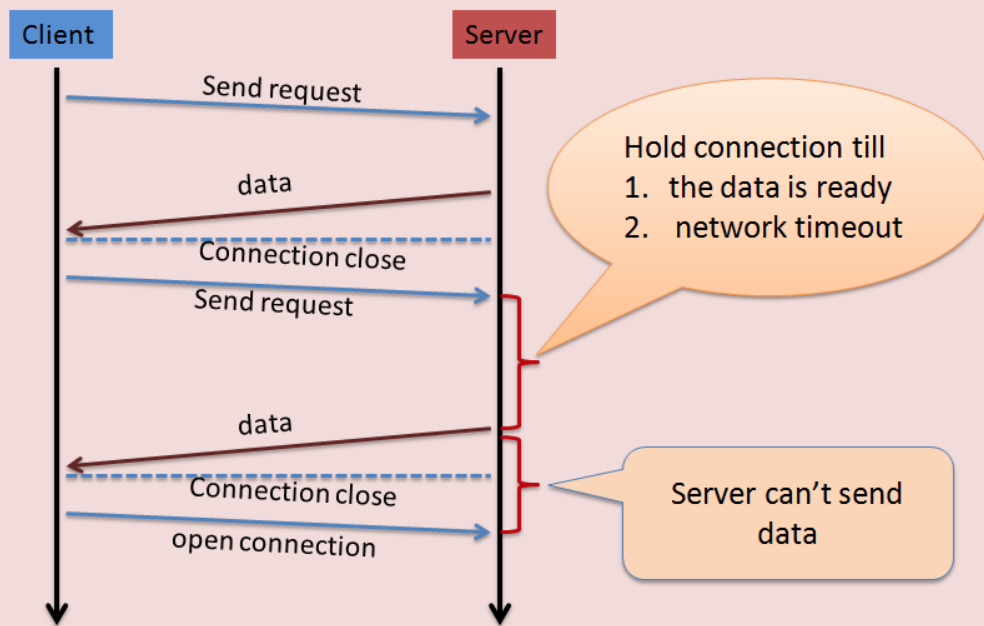 Client
Server
Send request
Hold connection till
1. the data is ready
2. network timeout
data
Connection close
Send request
data
Connection close
Server can't send
data
open connection